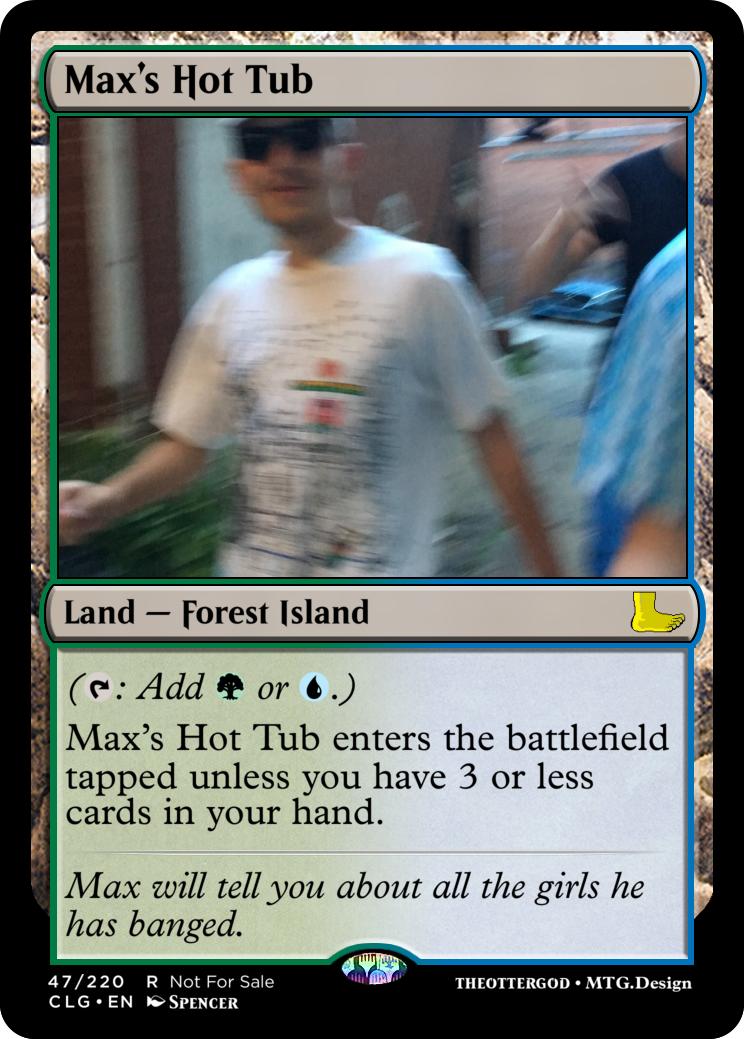 Max's Hot Tub
Land — Forest Island
(: Add or .)
Max's Hot Tub enters the battlefield
tapped unless you have 3 or less
cards in your hand.
Max will tell you about all the girls he
has banged.
47/220 R Not For Sale
CLG • EN Spencer
THEOTTERGOD • MTG.Design